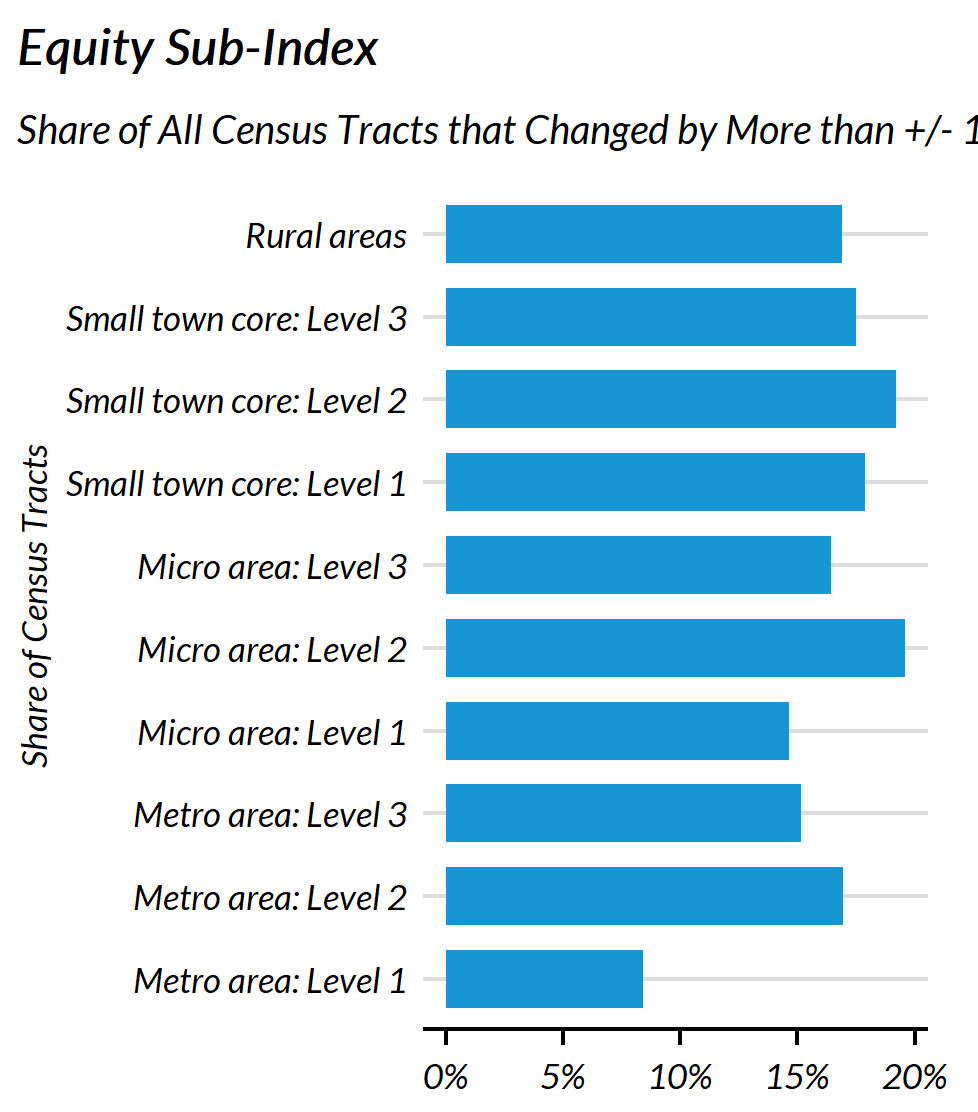 Equity Sub-Index
Share of All Census Tracts that Changed by More than +/- 1
Rural areas
Small town core: Level 3
Small town core: Level 2
Small town core: Level 1
Micro area: Level 3
Micro area: Level 2
Micro area: Level 1
Metro area: Level 3
Metro area: Level 2
Metro area: Level 1
Share of Census Tracts
0% 5% 10% 15% 20%